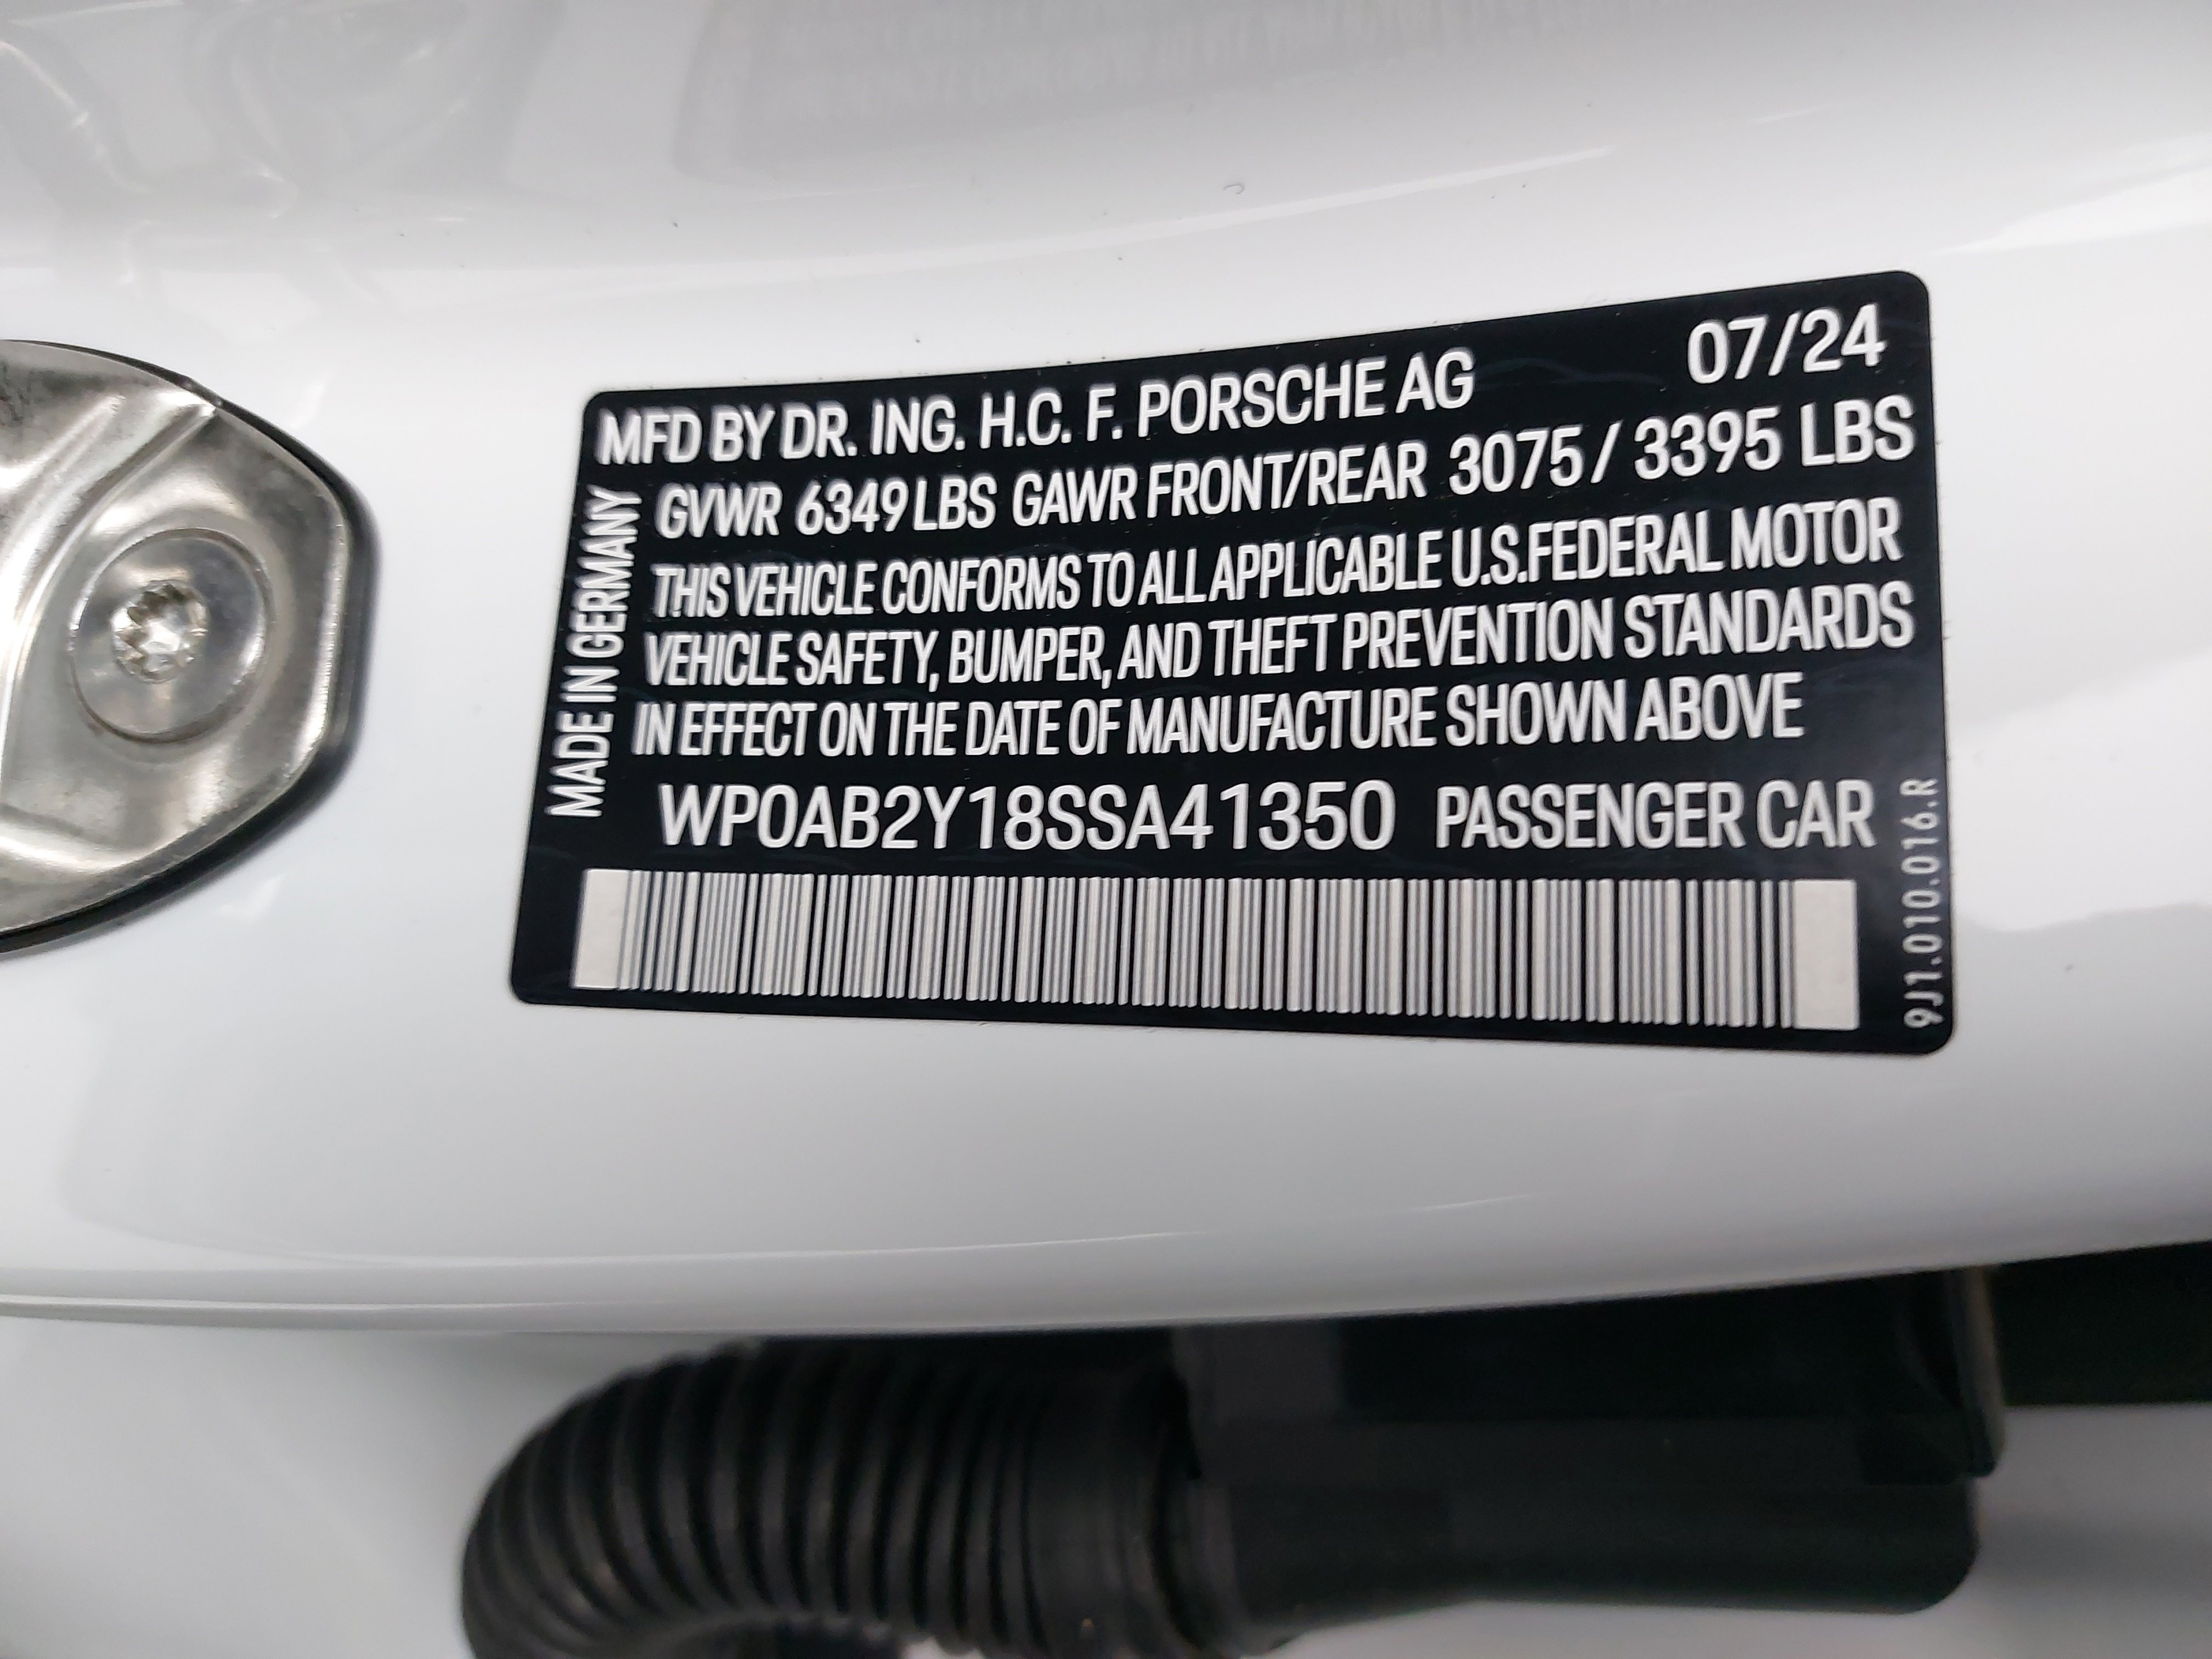 MFD BY DR. ING. H.C. F. PORSCHE AG 07/24
GVWR 6349 LBS GAWR FRONT/REAR 3075 / 3395 LBS
THIS VEHICLE CONFORMS TO ALL APPLICABLE U.S.FEDERAL MOTOR
VEHICLE SAFETY, BUMPER, AND THEFT PREVENTION STANDARDS
IN EFFECT ON THE DATE OF MANUFACTURE SHOWN ABOVE
WP0AB2Y18SSA41350 PASSENGER CAR
MADE IN GERMANY
9J1.010.016.R